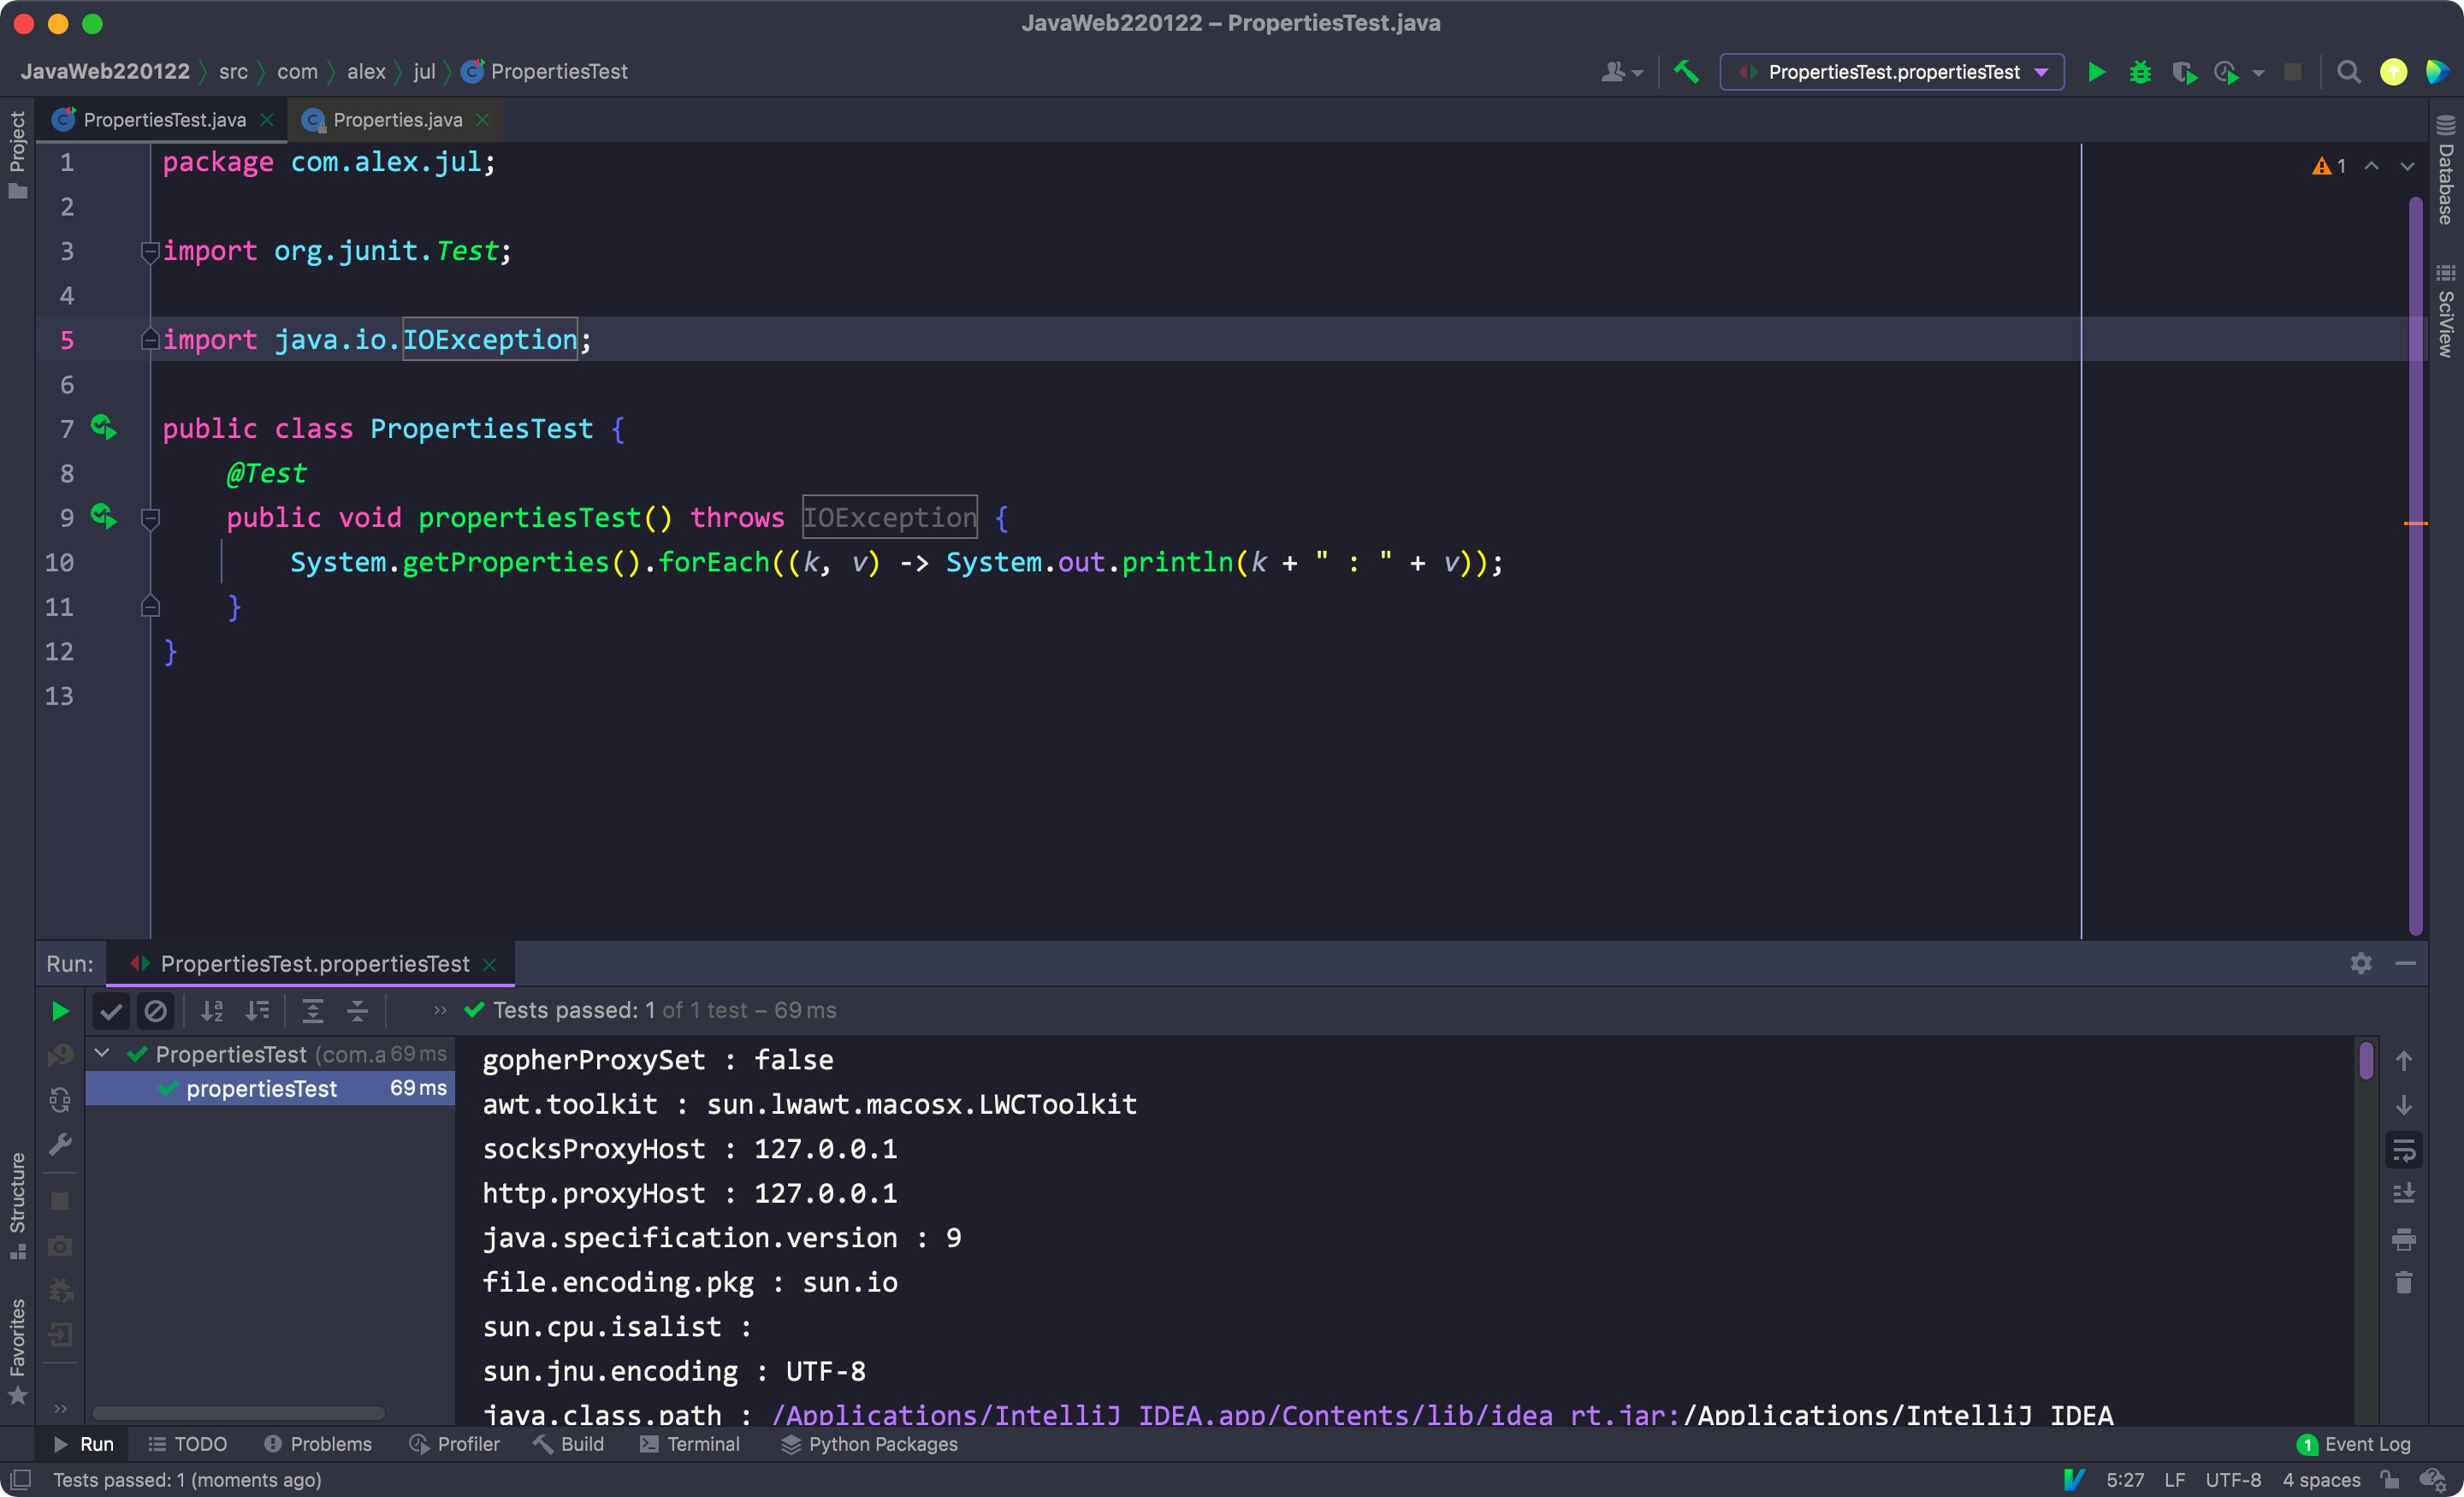 JavaWeb220122 – PropertiesTest.java
JavaWeb220122 src com alex jul PropertiesTest
PropertiesTest.propertiesTest
PropertiesTest.java
Properties.java
Project
Database
SciView
1 package com.alex.jul;
2
3 import org.junit.Test;
4
5 import java.io.IOException;
6
7 public class PropertiesTest {
8 @Test
9 public void propertiesTest() throws IOException {
10 System.getProperties().forEach((k, v) -> System.out.println(k + " : " + v));
11 }
12 }
13
1
Run: PropertiesTest.propertiesTest
Tests passed: 1 of 1 test – 69 ms
PropertiesTest (com.a 69 ms
propertiesTest 69 ms
gopherProxySet : false
awt.toolkit : sun.lwawt.macosx.LWCToolkit
socksProxyHost : 127.0.0.1
http.proxyHost : 127.0.0.1
java.specification.version : 9
file.encoding.pkg : sun.io
sun.cpu.isalist :
sun.jnu.encoding : UTF-8
java.class.path : /Applications/IntelliJ IDEA.app/Contents/lib/idea_rt.jar:/Applications/IntelliJ IDEA
Structure
Favorites
Run TODO Problems Profiler Build Terminal Python Packages
1 Event Log
Tests passed: 1 (moments ago)
5:27 LF UTF-8 4 spaces